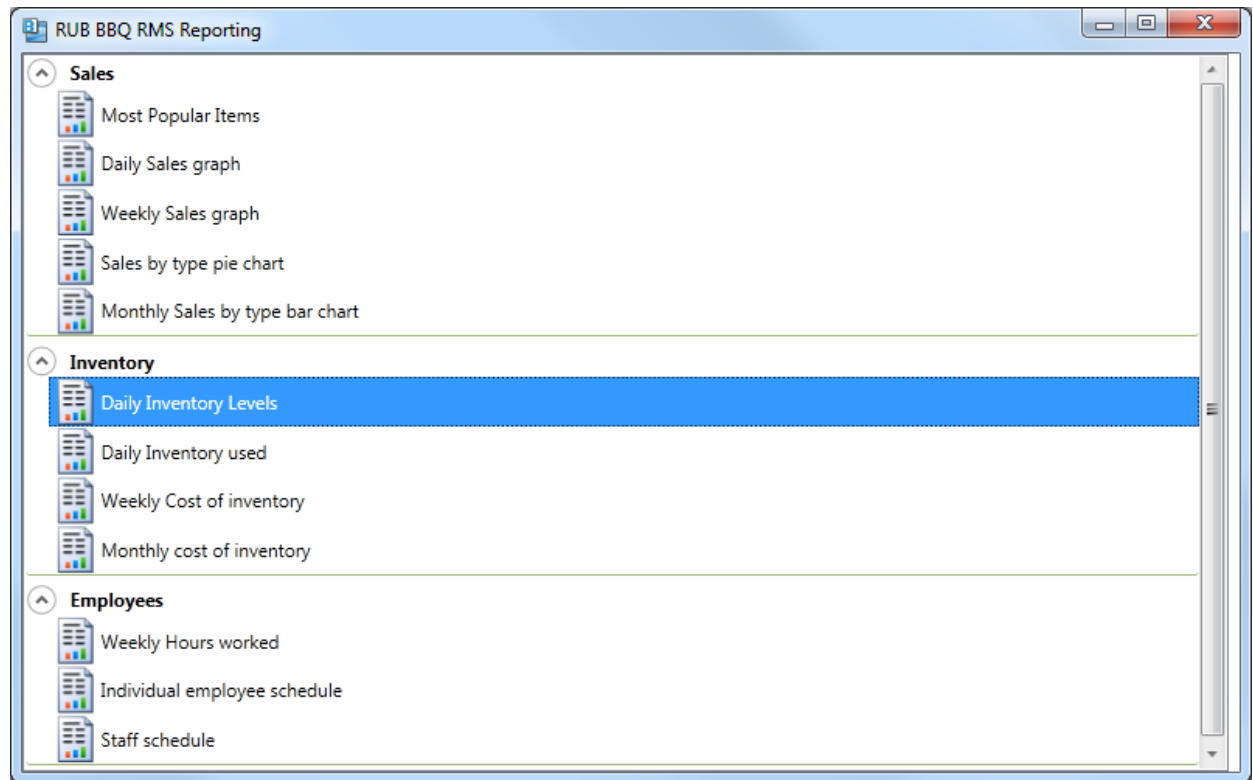 RUB BBQ RMS Reporting
Sales
Most Popular Items
Daily Sales graph
Weekly Sales graph
Sales by type pie chart
Monthly Sales by type bar chart
Inventory
Daily Inventory Levels
Daily Inventory used
Weekly Cost of inventory
Monthly cost of inventory
Employees
Weekly Hours worked
Individual employee schedule
Staff schedule